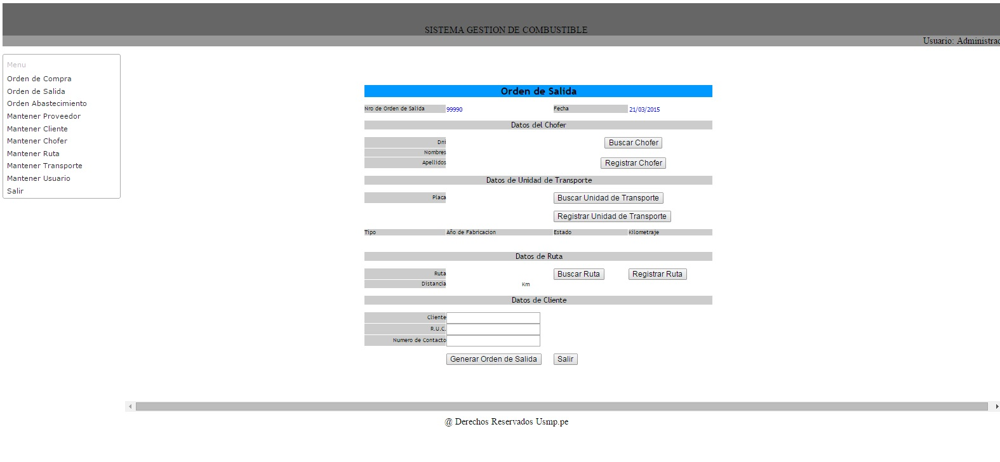 SISTEMA GESTION DE COMBUSTIBLE
Usuario: Administrad
Menu
Orden de Compra
Orden de Salida
Orden Abastecimiento
Mantener Proveedor
Mantener Cliente
Mantener Chofer
Mantener Ruta
Mantener Transporte
Mantener Usuario
Salir
Orden de Salida
Nro de Orden de Salida 99990 Fecha 21/03/2015
Datos del Chofer
Dni Buscar Chofer
Nombres
Apellidos Registrar Chofer
Datos de Unidad de Transporte
Placa Buscar Unidad de Transporte
Registrar Unidad de Transporte
Tipo Año de Fabricacion Estado Kilometraje
Datos de Ruta
Ruta Buscar Ruta Registrar Ruta
Distancia Km
Datos de Cliente
Cliente
R.U.C.
Numero de Contacto
Generar Orden de Salida Salir
@ Derechos Reservados Usmp.pe